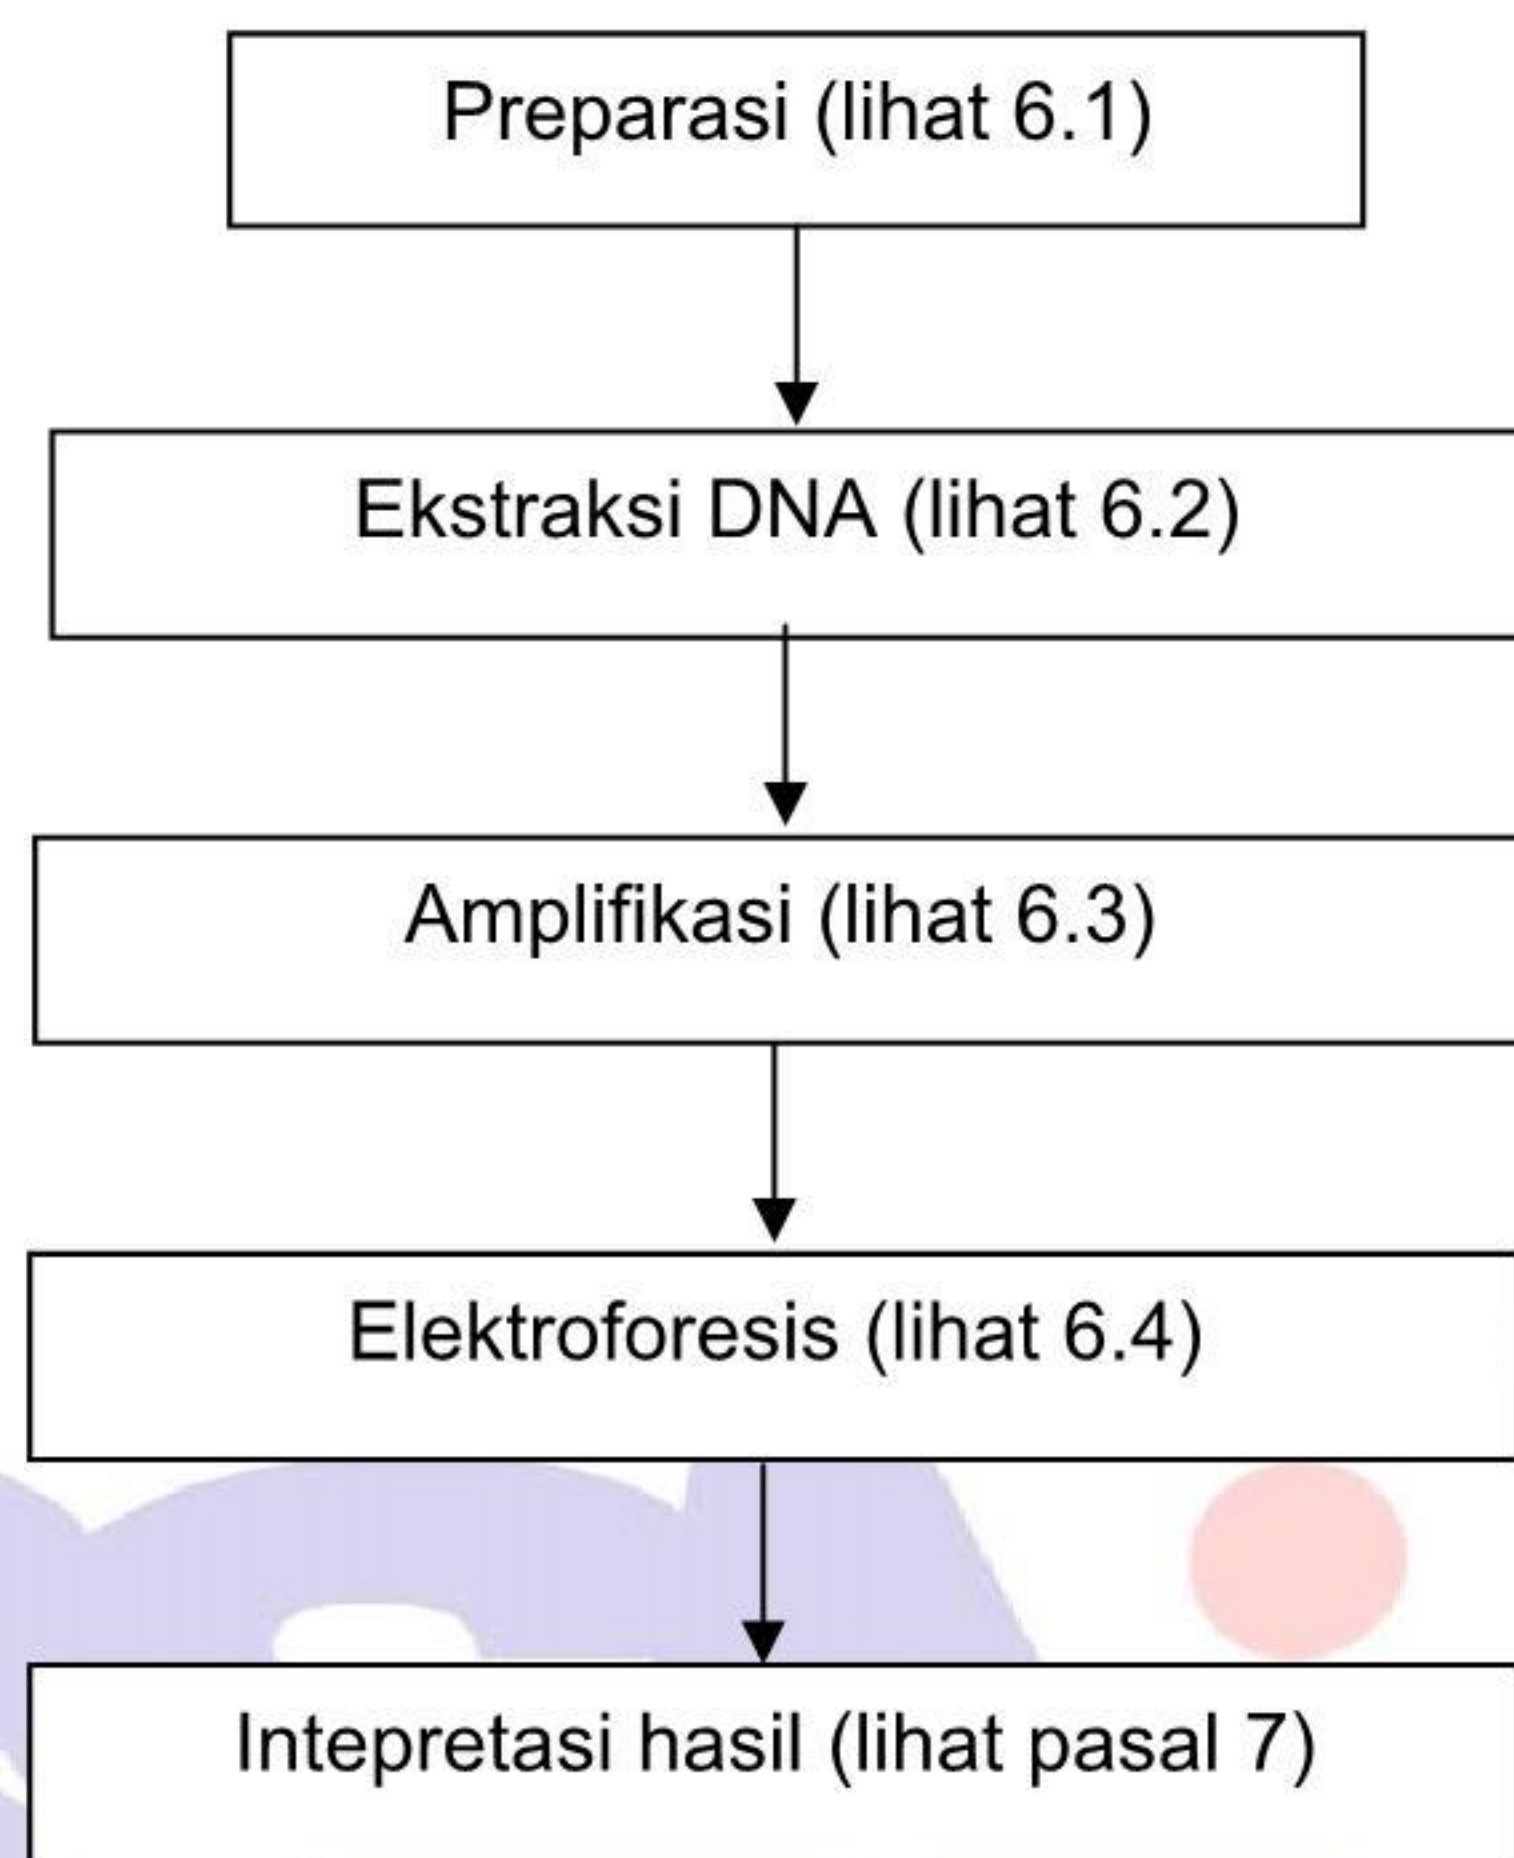 Preparasi (lihat 6.1)
Ekstraksi DNA (lihat 6.2)
Amplifikasi (lihat 6.3)
Elektroforesis (lihat 6.4)
Intepretasi hasil (lihat pasal 7)